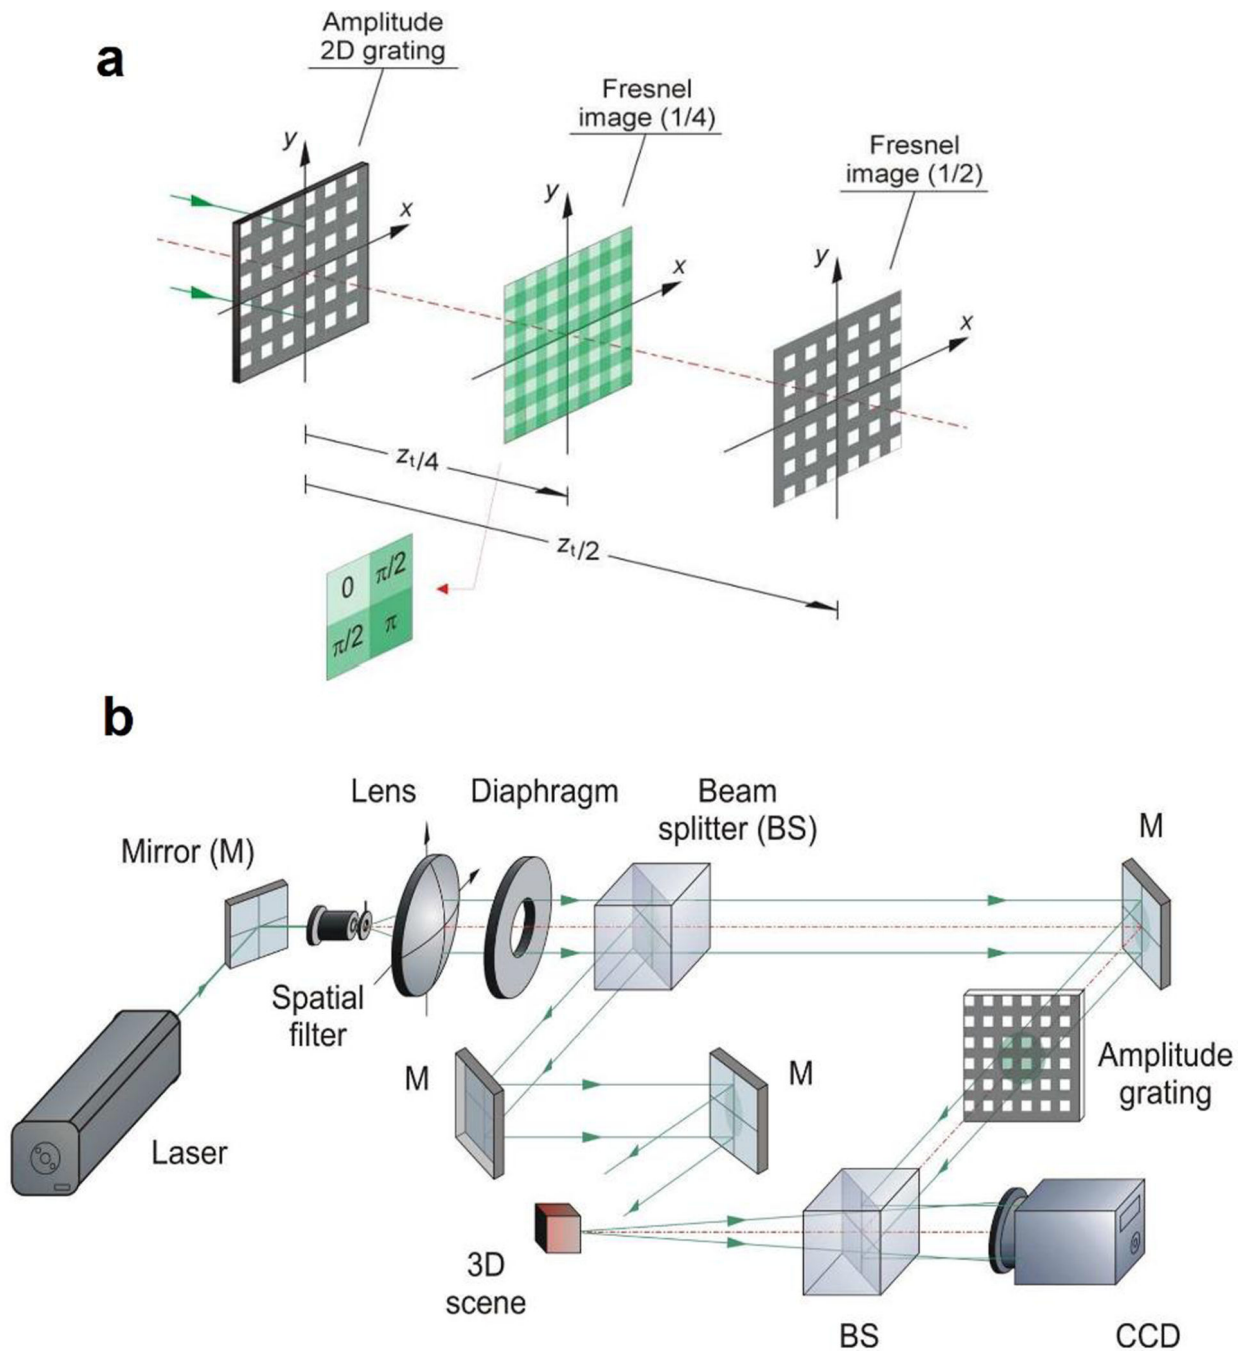 a
Amplitude
2D grating
Fresnel
image (1/4)
Fresnel
image (1/2)
y
x
y
x
y
x
zt/4
zt/2
0
π/2
π/2
π
b
Lens
Diaphragm
Beam
splitter (BS)
M
Mirror (M)
Spatial
filter
M
M
Amplitude
grating
Laser
3D
scene
BS
CCD